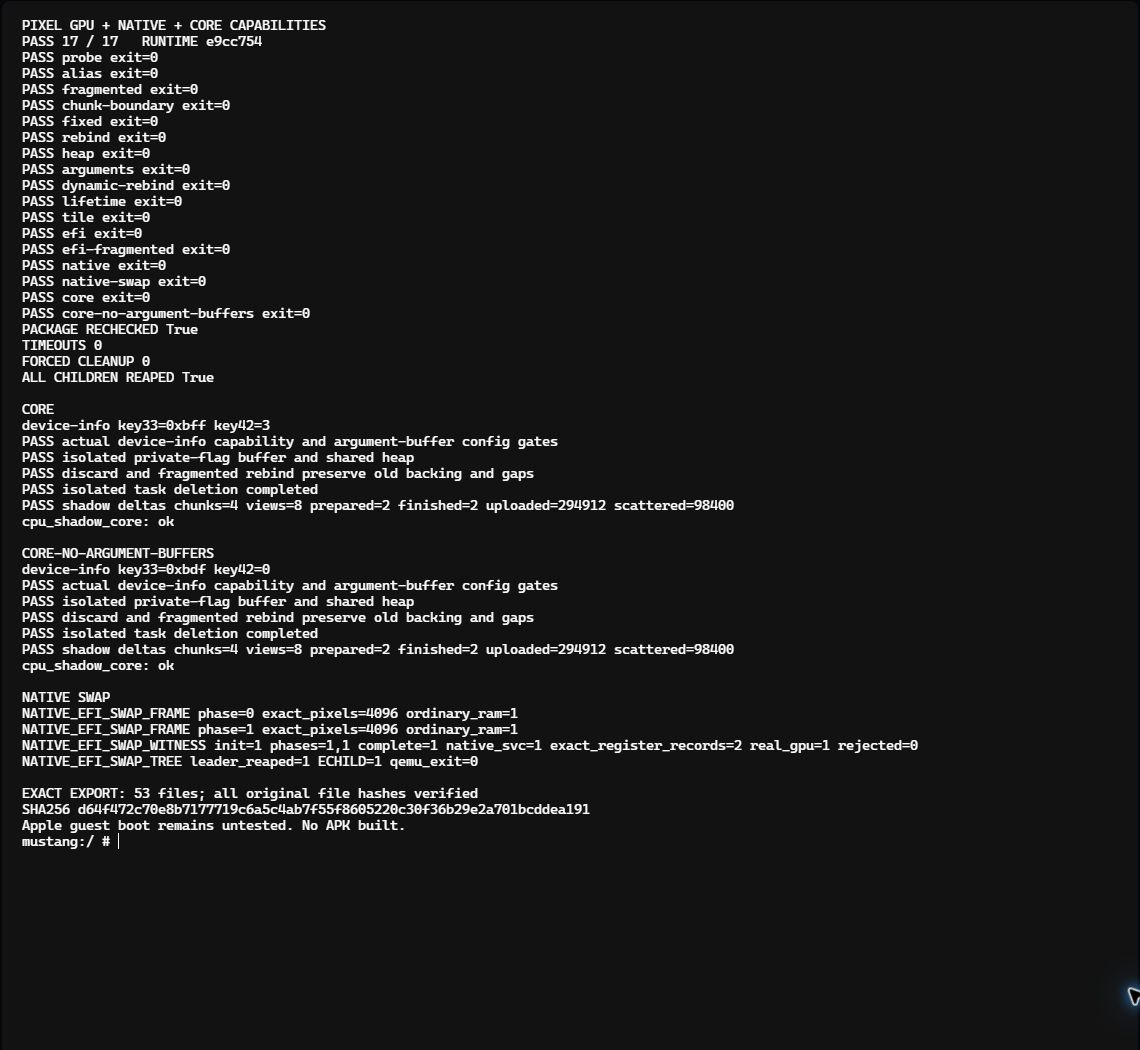 PIXEL GPU + NATIVE + CORE CAPABILITIES
PASS 17 / 17   RUNTIME e9cc754
PASS probe exit=0
PASS alias exit=0
PASS fragmented exit=0
PASS chunk-boundary exit=0
PASS fixed exit=0
PASS rebind exit=0
PASS heap exit=0
PASS arguments exit=0
PASS dynamic-rebind exit=0
PASS lifetime exit=0
PASS tile exit=0
PASS efi exit=0
PASS efi-fragmented exit=0
PASS native exit=0
PASS native-swap exit=0
PASS core exit=0
PASS core-no-argument-buffers exit=0
PACKAGE RECHECKED True
TIMEOUTS 0
FORCED CLEANUP 0
ALL CHILDREN REAPED True

CORE
device-info key33=0xbff key42=3
PASS actual device-info capability and argument-buffer config gates
PASS isolated private-flag buffer and shared heap
PASS discard and fragmented rebind preserve old backing and gaps
PASS isolated task deletion completed
PASS shadow deltas chunks=4 views=8 prepared=2 finished=2 uploaded=294912 scattered=98400
cpu_shadow_core: ok

CORE-NO-ARGUMENT-BUFFERS
device-info key33=0xbdf key42=0
PASS actual device-info capability and argument-buffer config gates
PASS isolated private-flag buffer and shared heap
PASS discard and fragmented rebind preserve old backing and gaps
PASS isolated task deletion completed
PASS shadow deltas chunks=4 views=8 prepared=2 finished=2 uploaded=294912 scattered=98400
cpu_shadow_core: ok

NATIVE SWAP
NATIVE_EFI_SWAP_FRAME phase=0 exact_pixels=4096 ordinary_ram=1
NATIVE_EFI_SWAP_FRAME phase=1 exact_pixels=4096 ordinary_ram=1
NATIVE_EFI_SWAP_WITNESS init=1 phases=1,1 complete=1 native_svc=1 exact_register_records=2 real_gpu=1 rejected=0
NATIVE_EFI_SWAP_TREE leader_reaped=1 ECHILD=1 qemu_exit=0

EXACT EXPORT: 53 files; all original file hashes verified
SHA256 d64f472c70e8b7177719c6a5c4ab7f55f8605220c30f36b29e2a701bcddea191
Apple guest boot remains untested. No APK built.
mustang:/ #